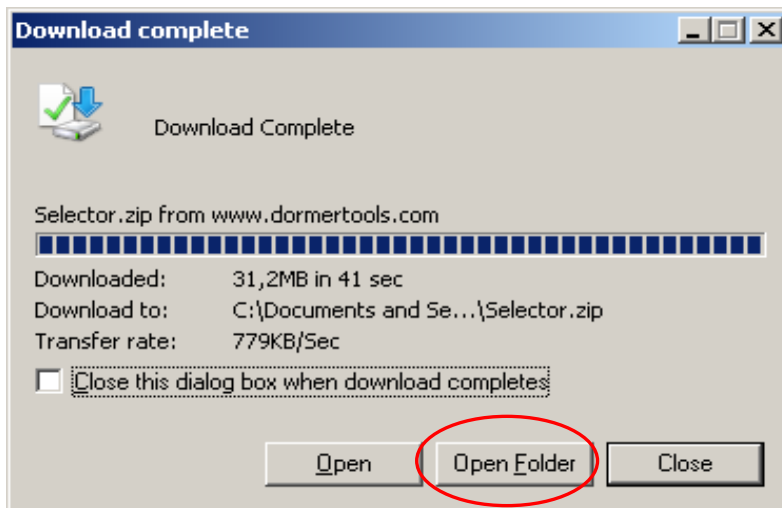 Download complete
Download Complete
Selector.zip from www.dormertools.com
Downloaded: 31,2MB in 41 sec
Download to: C:\Documents and Se...\Selector.zip
Transfer rate: 779KB/Sec
Close this dialog box when download completes
Open Open Folder Close